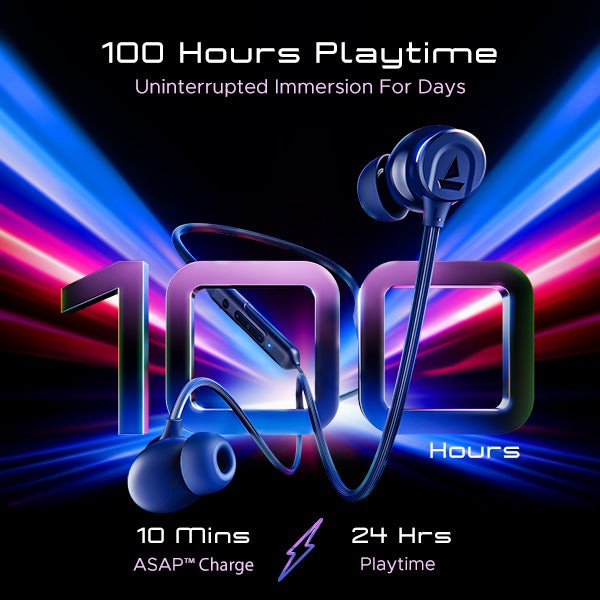 100 Hours Playtime
Uninterrupted Immersion For Days
100
Hours
10 Mins
ASAP™ Charge
24 Hrs
Playtime